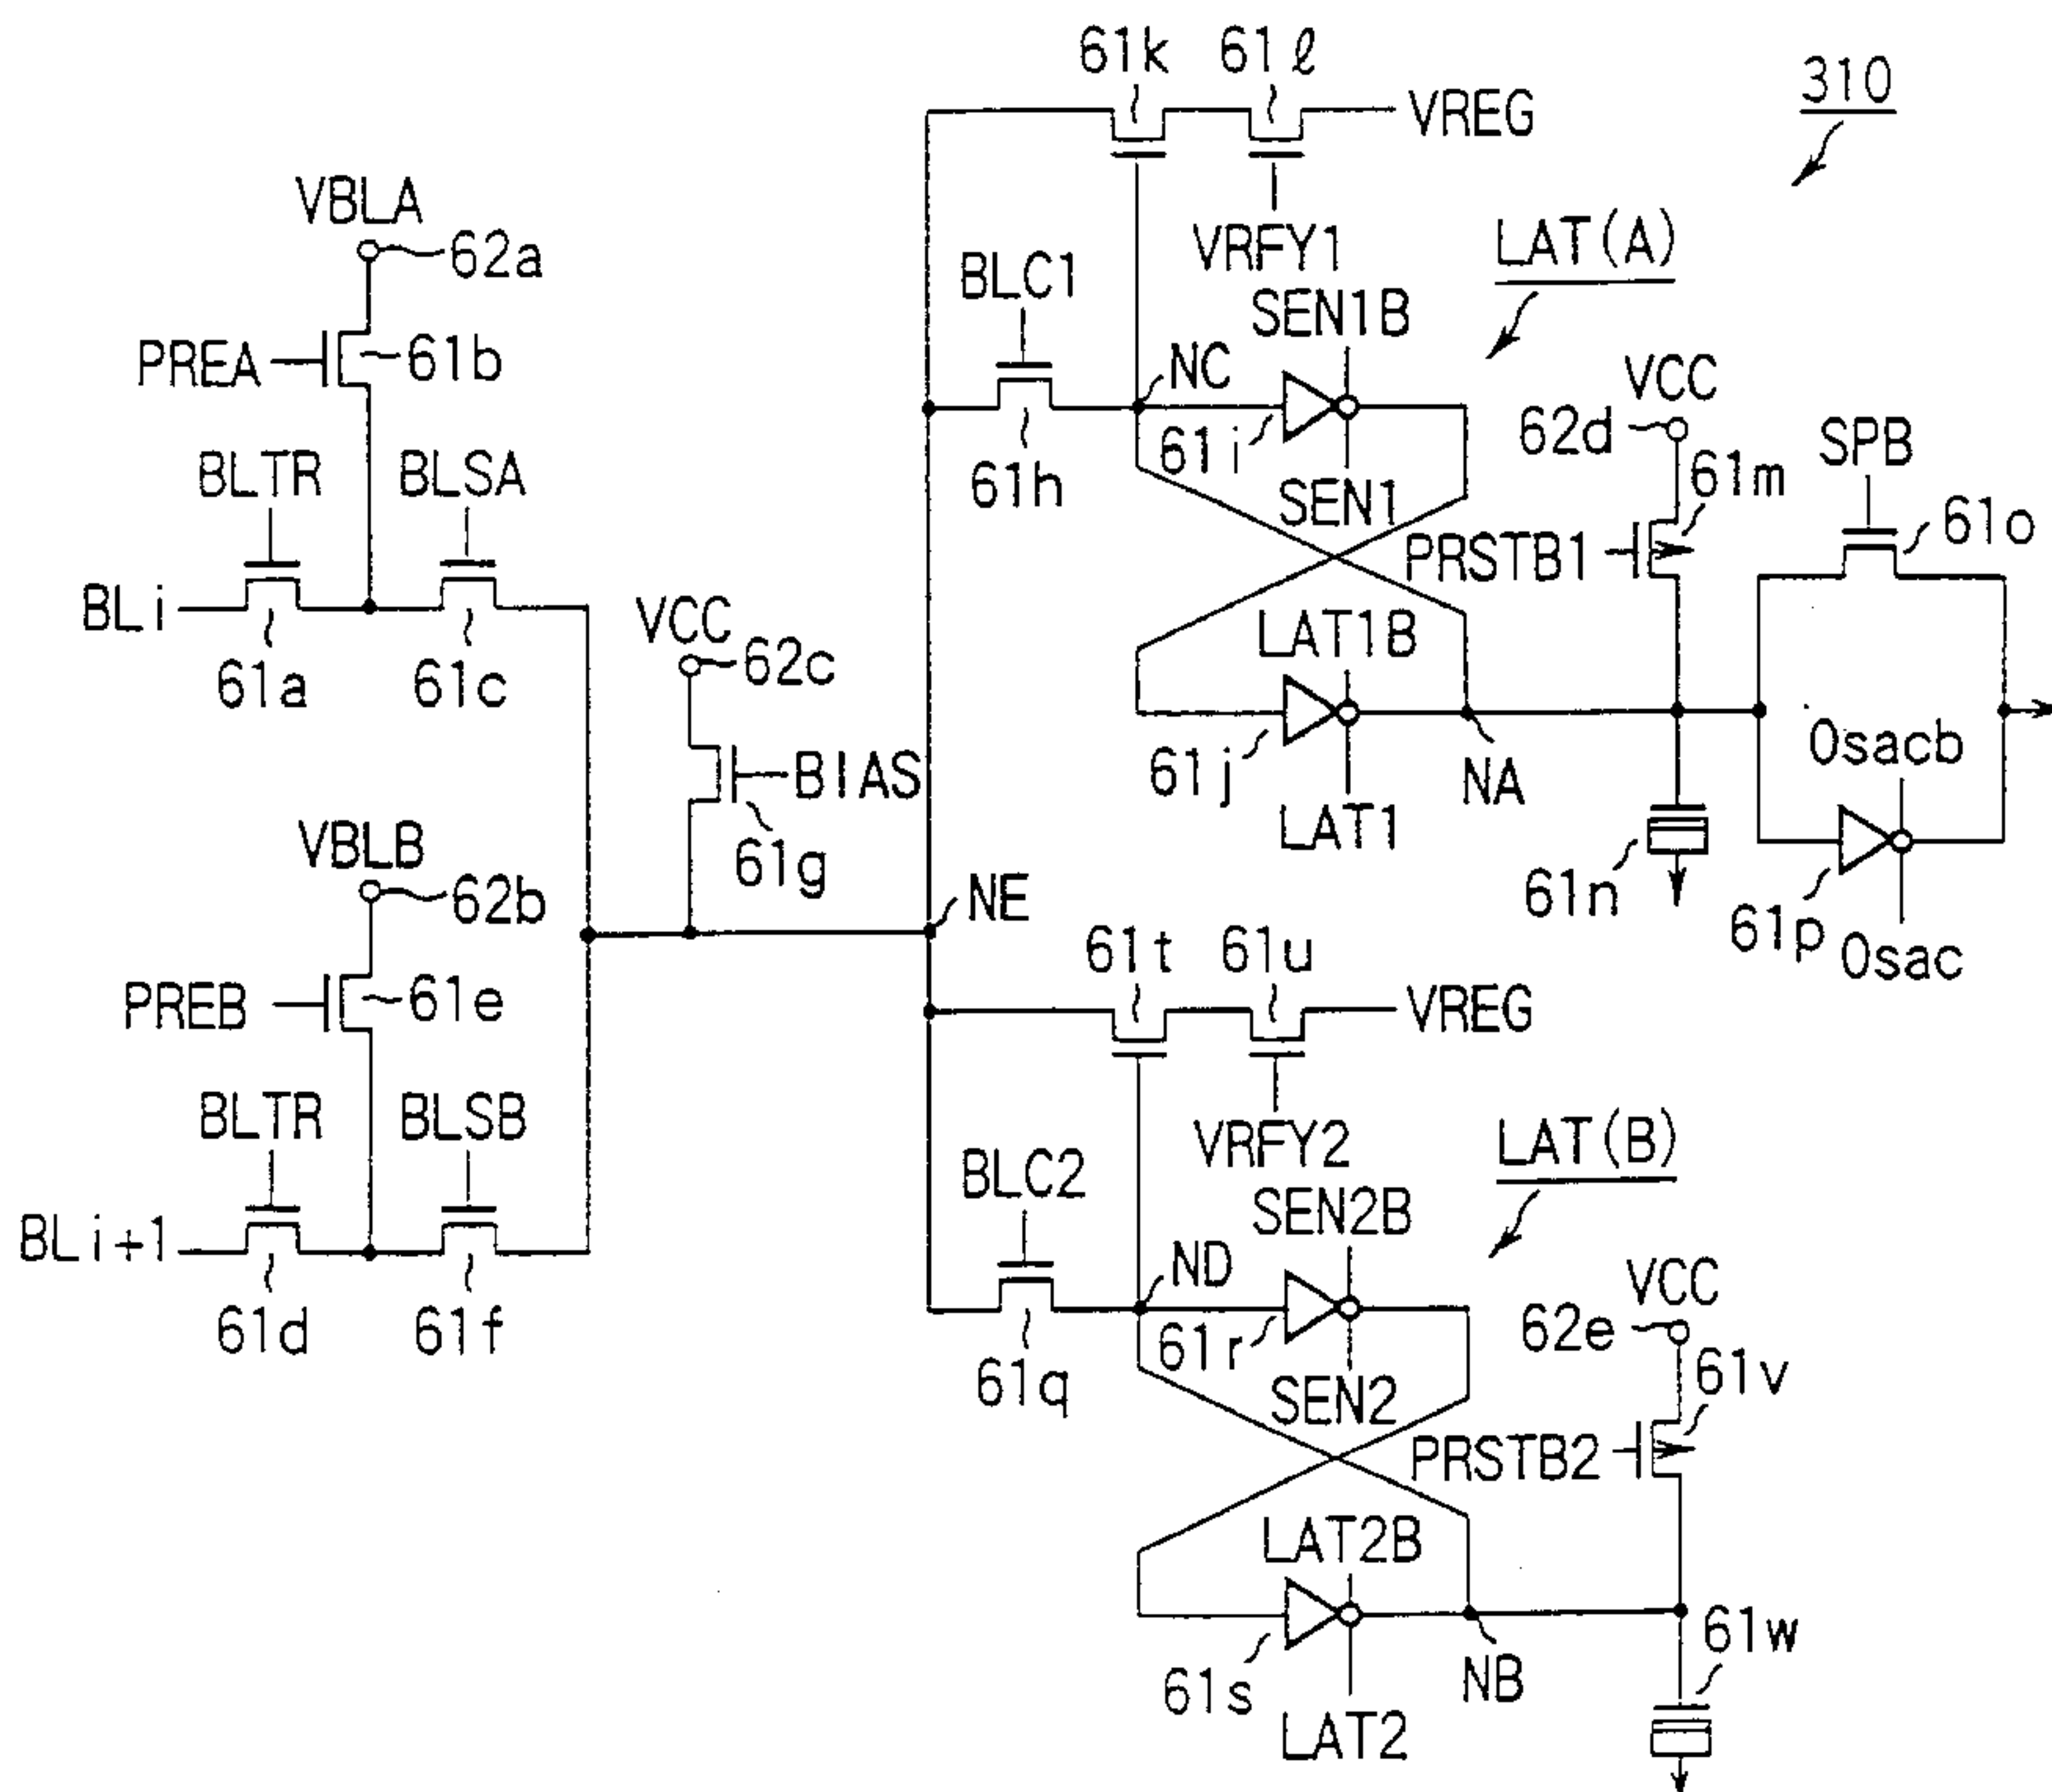 61k
61ℓ
310
VREG
VBLA
62a
VRFY1
LAT(A)
BLC1
SEN1B
PREA
61b
NC
VCC
62d
61i
SPB
BLTR
BLSA
61h
SEN1
61m
PRSTB1
61o
BLi
VCC
62c
LAT1B
61a
61c
0sacb
BIAS
61j
NA
LAT1
VBLB
61g
61n
62b
NE
61p
0sac
61t
61u
PREB
61e
VREG
BLTR
BLSB
VRFY2
LAT(B)
BLC2
SEN2B
BLi+1
ND
VCC
62e
61d
61f
61r
61q
SEN2
61v
PRSTB2
LAT2B
61w
61s
NB
LAT2